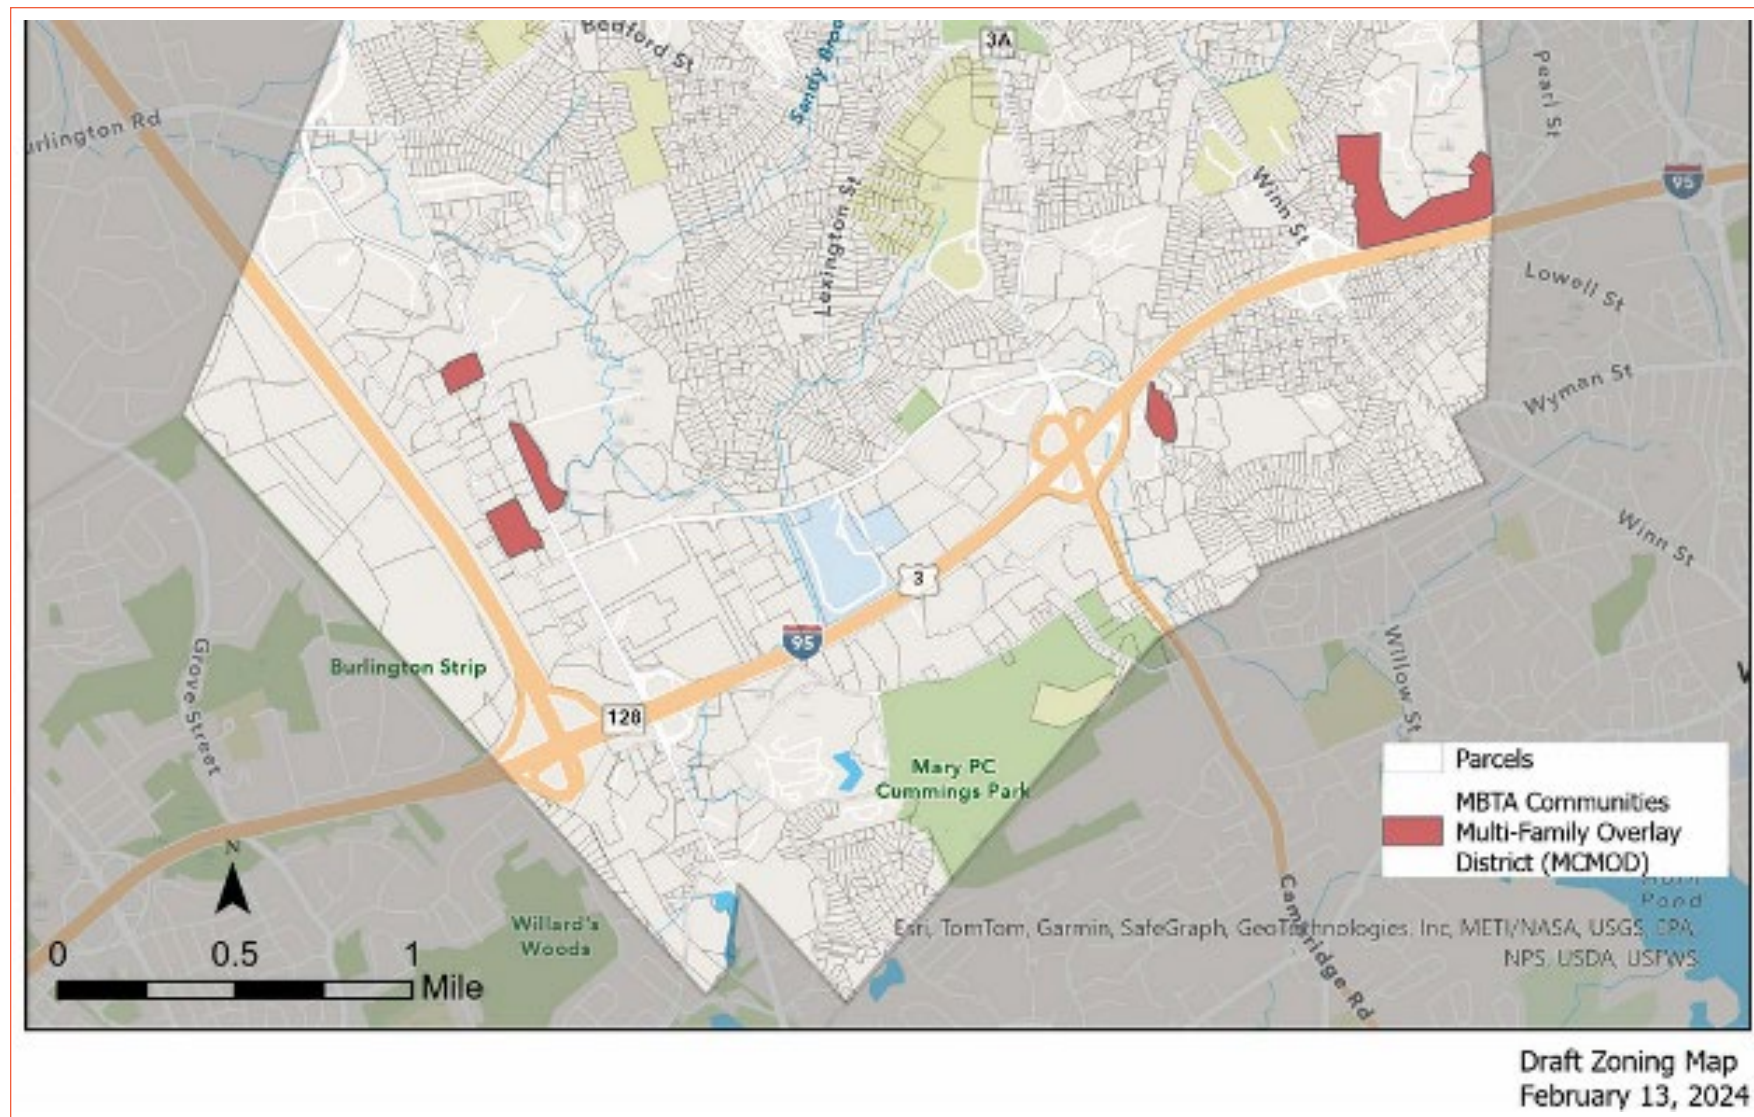 Bedford St
Sandy Broo
3A
Pearl St
urlington Rd
95
Winn St
Lexington St
Lowell St
Wyman St
Winn St
3
95
Grove Street
Burlington Strip
Willow St
128
Mary PC
Cummings Park
Parcels
MBTA Communities
Multi-Family Overlay
District (MCMOD)
N
Pond
Willard's
Woods
Esri, TomTom, Garmin, SafeGraph, GeoTechnologies, Inc, METI/NASA, USGS, EPA,
NPS, USDA, USFWS
Cambridge Rd
0 0.5 1
Mile
Draft Zoning Map
February 13, 2024